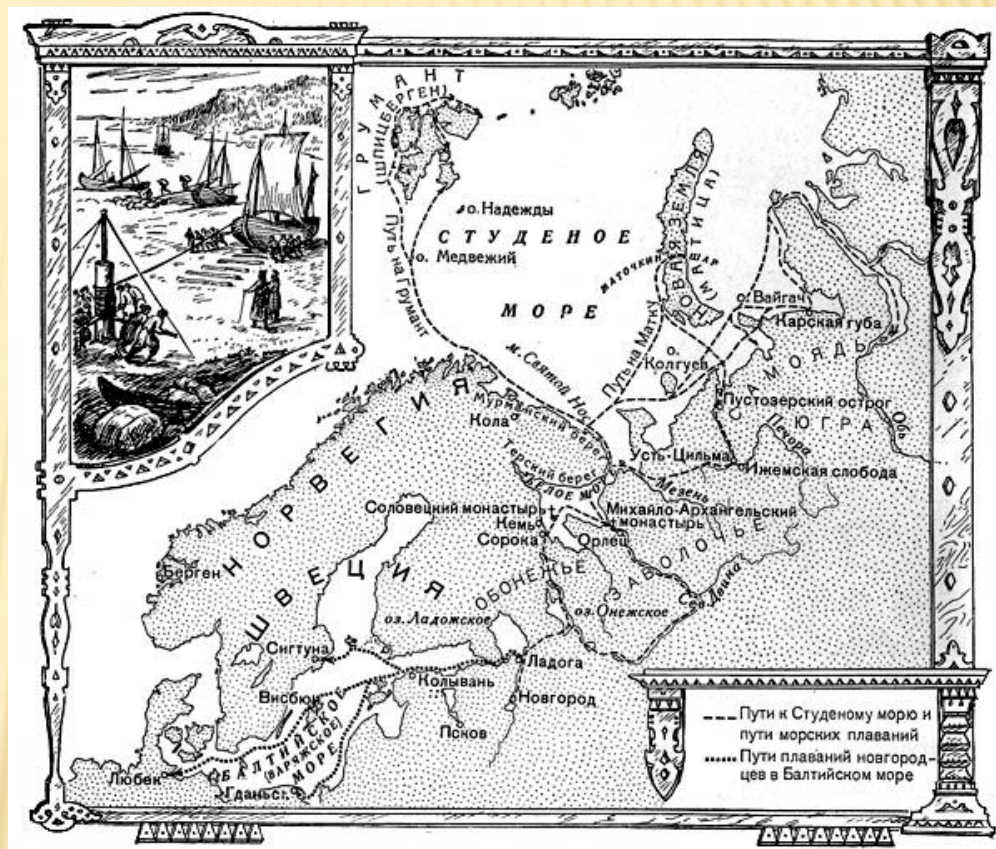 ГРУМАНТ
(ШПИЦБЕРГЕН)
о. Надежды
СТУДЕНОЕ
МОРЕ
о. Медвежий
Путь на Грумант
МАТОЧКИН ШАР
НОВАЯ ЗЕМЛЯ
(МАТИЦА)
о. Вайгач
Карская губа
м. Святой Нос
Путь на Матку
о.
Колгуев
САМОЯДЬ
Пустозерский острог
ЮГРА
Обь
Мурманский берег
Кола
Печора
Усть-Цильма
Ижемская слобода
Терский берег
БЕЛОЕ МОРЕ
Мезень
НОРВЕГИЯ
Соловецкий монастырь
Михайло-Архангельский
монастырь
Кемь
Сорока
Орлец
ЗАВОЛОЧЬЕ
Берген
ШВЕЦИЯ
ОБОНЕЖЬЕ
Св. Двина
оз. Онежское
оз. Ладожское
Сигтуна
Ладога
Колывань
Новгород
Висбюн
Псков
БАЛТИЙСКОЕ
(ВАРЯЖСКОЕ)
МОРЕ
Любек
Гданьск
Пути к Студеному морю и
пути морских плаваний
Пути плаваний новгород-
цев в Балтийском море